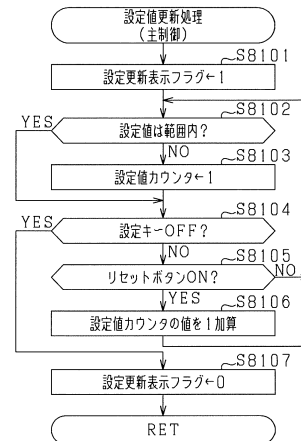 設定値更新処理
(主制御)
S8101
設定更新表示フラグ←1
S8102
YES
設定値は範囲内?
NO
S8103
設定値カウンタ←1
S8104
YES
設定キーOFF?
NO
S8105
リセットボタンON?
NO
YES
S8106
設定値カウンタの値を1加算
S8107
設定更新表示フラグ←0
RET